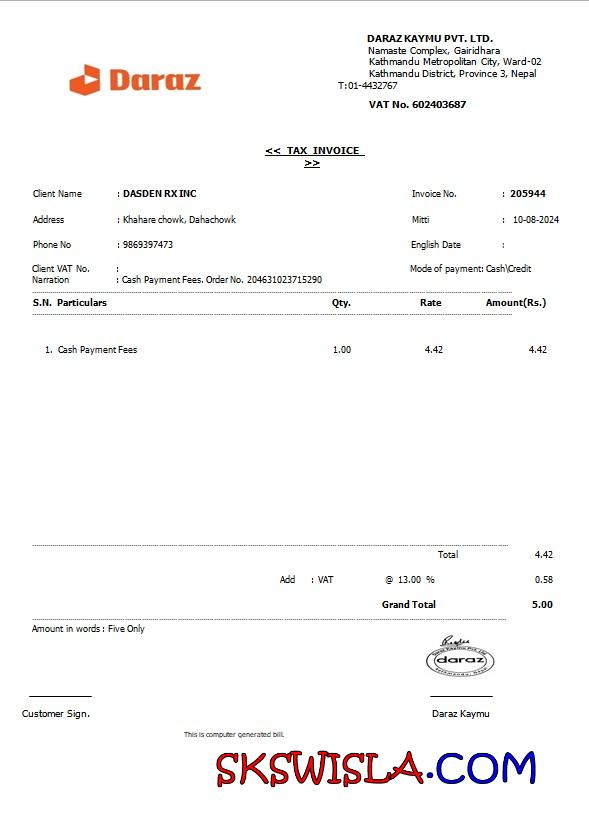 DARAZ KAYMU PVT. LTD.
Namaste Complex, Gairidhara
Kathmandu Metropolitan City, Ward-02
Kathmandu District, Province 3, Nepal
T:01-4432767
VAT No. 602403687
Daraz
<< TAX INVOICE
>>
Client Name : DASDEN RX INC Invoice No. : 205944
Address : Khahare chowk, Dahachowk Mitti : 10-08-2024
Phone No : 9869397473 English Date :
Client VAT No. : Mode of payment: Cash\Credit
Narration : Cash Payment Fees. Order No. 204631023715290
S.N. Particulars Qty. Rate Amount(Rs.)
1. Cash Payment Fees 1.00 4.42 4.42
Total 4.42
Add : VAT @ 13.00 % 0.58
Grand Total 5.00
Amount in words : Five Only
Daraz Kaymu Pvt. Ltd.
daraz
Customer Sign. Daraz Kaymu
This is computer generated bill.
SKSWISLA.COM